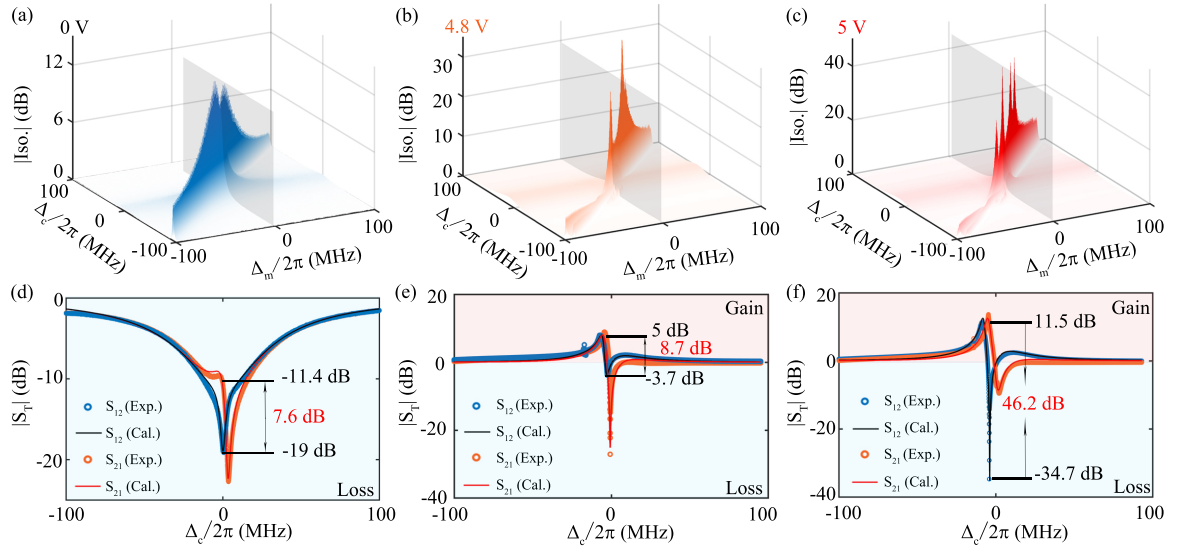 (a)
0 V
|Iso.| (dB)
12
6
0
100
0
-100
Δc/2π (MHz)
-100
0
100
Δm/2π (MHz)
(b)
4.8 V
|Iso.| (dB)
30
20
10
0
100
0
-100
Δc/2π (MHz)
-100
0
100
Δm/2π (MHz)
(c)
5 V
|Iso.| (dB)
40
20
0
100
0
-100
Δc/2π (MHz)
-100
0
100
Δm/2π (MHz)
(d)
|ST| (dB)
0
-10
-20
-11.4 dB
7.6 dB
-19 dB
S12 (Exp.)
S12 (Cal.)
S21 (Exp.)
S21 (Cal.)
Loss
-100
0
100
Δc/2π (MHz)
(e)
|ST| (dB)
20
0
-20
-40
Gain
5 dB
8.7 dB
-3.7 dB
S12 (Exp.)
S12 (Cal.)
S21 (Exp.)
S21 (Cal.)
Loss
-100
0
100
Δc/2π (MHz)
(f)
|ST| (dB)
20
0
-20
-40
Gain
11.5 dB
46.2 dB
-34.7 dB
S12 (Exp.)
S12 (Cal.)
S21 (Exp.)
S21 (Cal.)
Loss
-100
0
100
Δc/2π (MHz)